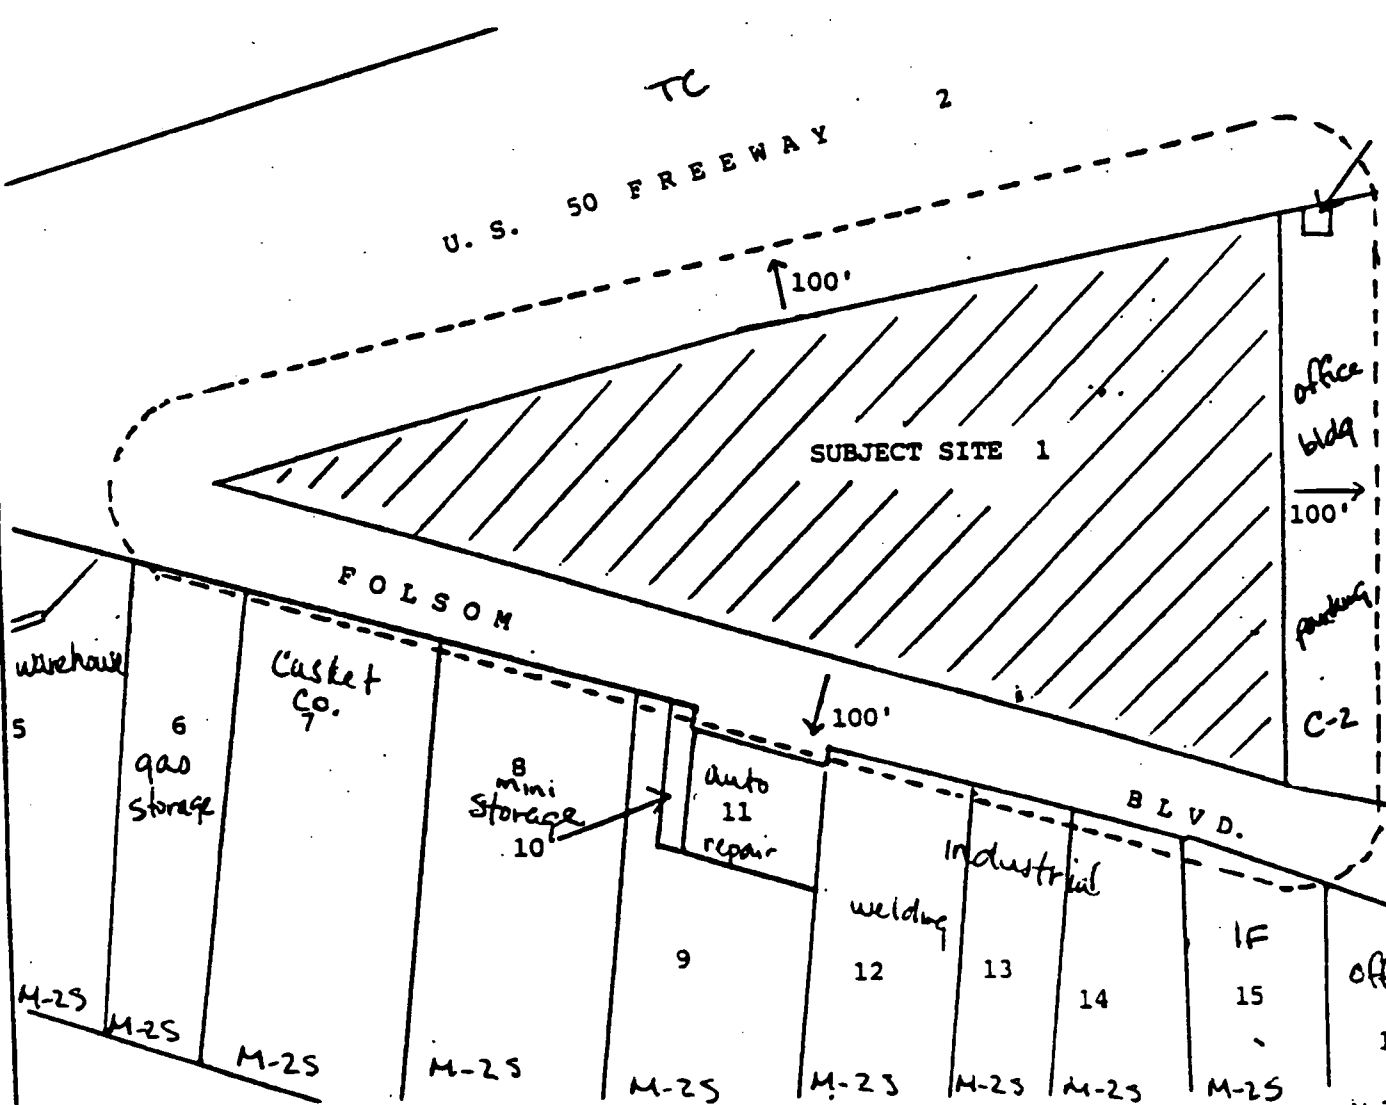 TC
2
U.S. 50 FREEWAY
100'
office
bldg
SUBJECT SITE 1
100'
parking
C-2
FOLSOM
warehouse
5
6
gas
storage
Casket
Co.
7
8
mini
storage
10
100'
auto
11
repair
BLVD.
Industrial
welding
9
12
13
14
IF
15
M-2S
M-2S
M-2S
M-2S
M-2S
M-2S
M-2S
M-2S
M-2S